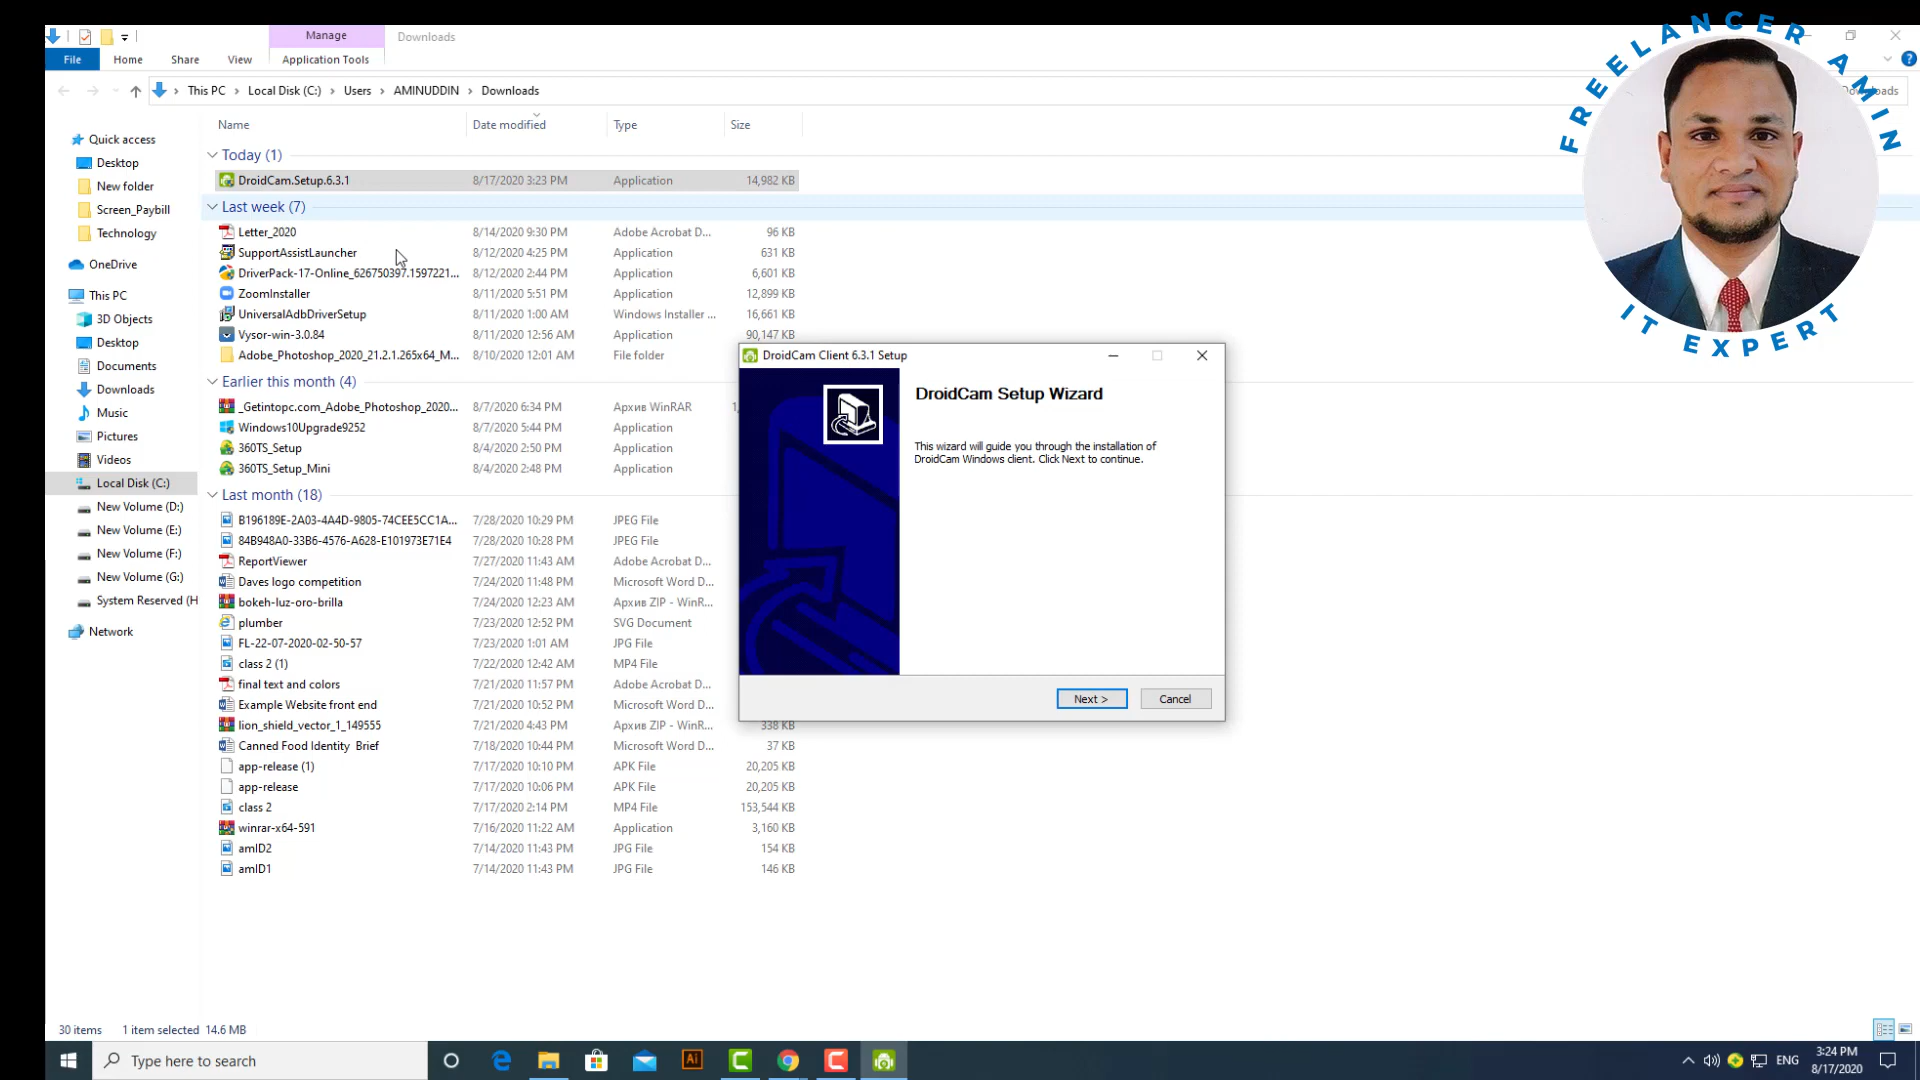 Manage
Downloads
File
Home
Share
View
Application Tools
This PC
Local Disk (C:)
Users
AMINUDDIN
Downloads
FREELANCER AMIN
IT EXPERT
Name
Date modified
Type
Size
Quick access
Desktop
New folder
Screen_Paybill
Technology
OneDrive
This PC
3D Objects
Desktop
Documents
Downloads
Music
Pictures
Videos
Local Disk (C:)
New Volume (D:)
New Volume (E:)
New Volume (F:)
New Volume (G:)
System Reserved (H
Network
Today (1)
DroidCam.Setup.6.3.1 8/17/2020 3:23 PM Application 14,982 KB
Last week (7)
Letter_2020 8/14/2020 9:30 PM Adobe Acrobat D... 96 KB
SupportAssistLauncher 8/12/2020 4:25 PM Application 631 KB
DriverPack-17-Online_626750397.1597221... 8/12/2020 2:44 PM Application 6,601 KB
ZoomInstaller 8/11/2020 5:51 PM Application 12,899 KB
UniversalAdbDriverSetup 8/11/2020 1:00 AM Windows Installer ... 16,661 KB
Vysor-win-3.0.84 8/11/2020 12:56 AM Application 90,147 KB
Adobe_Photoshop_2020_21.2.1.265x64_M... 8/10/2020 12:01 AM File folder
Earlier this month (4)
_Getintopc.com_Adobe_Photoshop_2020... 8/7/2020 6:34 PM Архив WinRAR
Windows10Upgrade9252 8/7/2020 5:44 PM Application
360TS_Setup 8/4/2020 2:50 PM Application
360TS_Setup_Mini 8/4/2020 2:48 PM Application
Last month (18)
B196189E-2A03-4A4D-9805-74CEE5CC1A... 7/28/2020 10:29 PM JPEG File
84B948A0-33B6-4576-A628-E101973E71E4 7/28/2020 10:28 PM JPEG File
ReportViewer 7/27/2020 11:43 AM Adobe Acrobat D...
Daves logo competition 7/24/2020 11:48 PM Microsoft Word D...
bokeh-luz-oro-brilla 7/24/2020 12:23 AM Архив ZIP - WinR...
plumber 7/23/2020 12:52 PM SVG Document
FL-22-07-2020-02-50-57 7/23/2020 1:01 AM JPG File
class 2 (1) 7/22/2020 12:42 AM MP4 File
final text and colors 7/21/2020 11:57 PM Adobe Acrobat D...
Example Website front end 7/21/2020 10:52 PM Microsoft Word D...
lion_shield_vector_1_149555 7/21/2020 4:43 PM Архив ZIP - WinR... 338 KB
Canned Food Identity Brief 7/18/2020 10:44 PM Microsoft Word D... 37 KB
app-release (1) 7/17/2020 10:10 PM APK File 20,205 KB
app-release 7/17/2020 10:06 PM APK File 20,205 KB
class 2 7/17/2020 2:14 PM MP4 File 153,544 KB
winrar-x64-591 7/16/2020 11:22 AM Application 3,160 KB
amID2 7/14/2020 11:43 PM JPG File 154 KB
amID1 7/14/2020 11:43 PM JPG File 146 KB
DroidCam Client 6.3.1 Setup
DroidCam Setup Wizard
This wizard will guide you through the installation of
DroidCam Windows client. Click Next to continue.
Next >
Cancel
30 items 1 item selected 14.6 MB
Type here to search
Ai
ENG
3:24 PM
8/17/2020